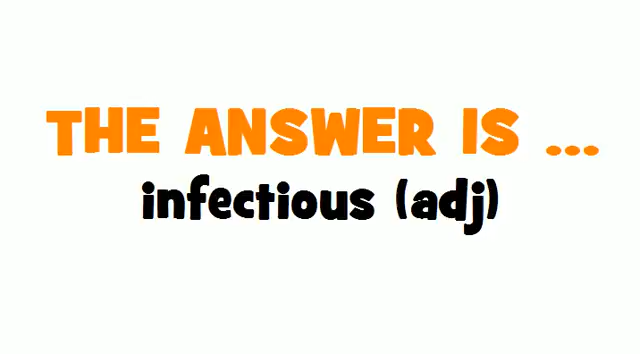 THE ANSWER IS ...
infectious (adj)